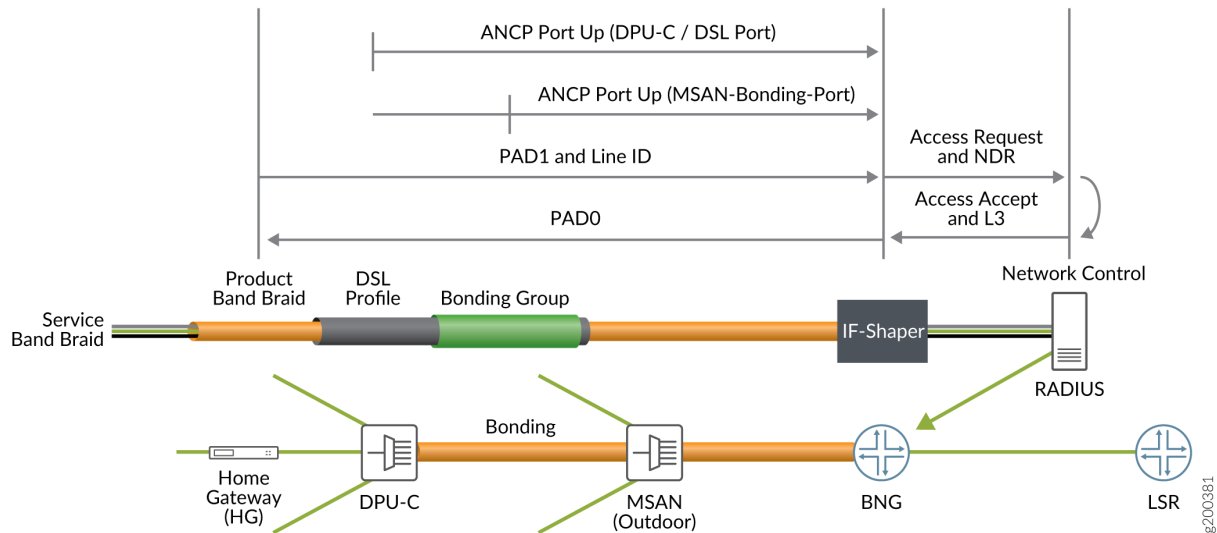 ANCP Port Up (DPU-C / DSL Port)
ANCP Port Up (MSAN-Bonding-Port)
PAD1 and Line ID
Access Request
and NDR
PAD0
Access Accept
and L3
Network Control
Product
Band Braid
DSL
Profile
Bonding Group
Service
Band Braid
IF-Shaper
RADIUS
Bonding
Home
Gateway
(HG)
DPU-C
MSAN
(Outdoor)
BNG
LSR
g200381